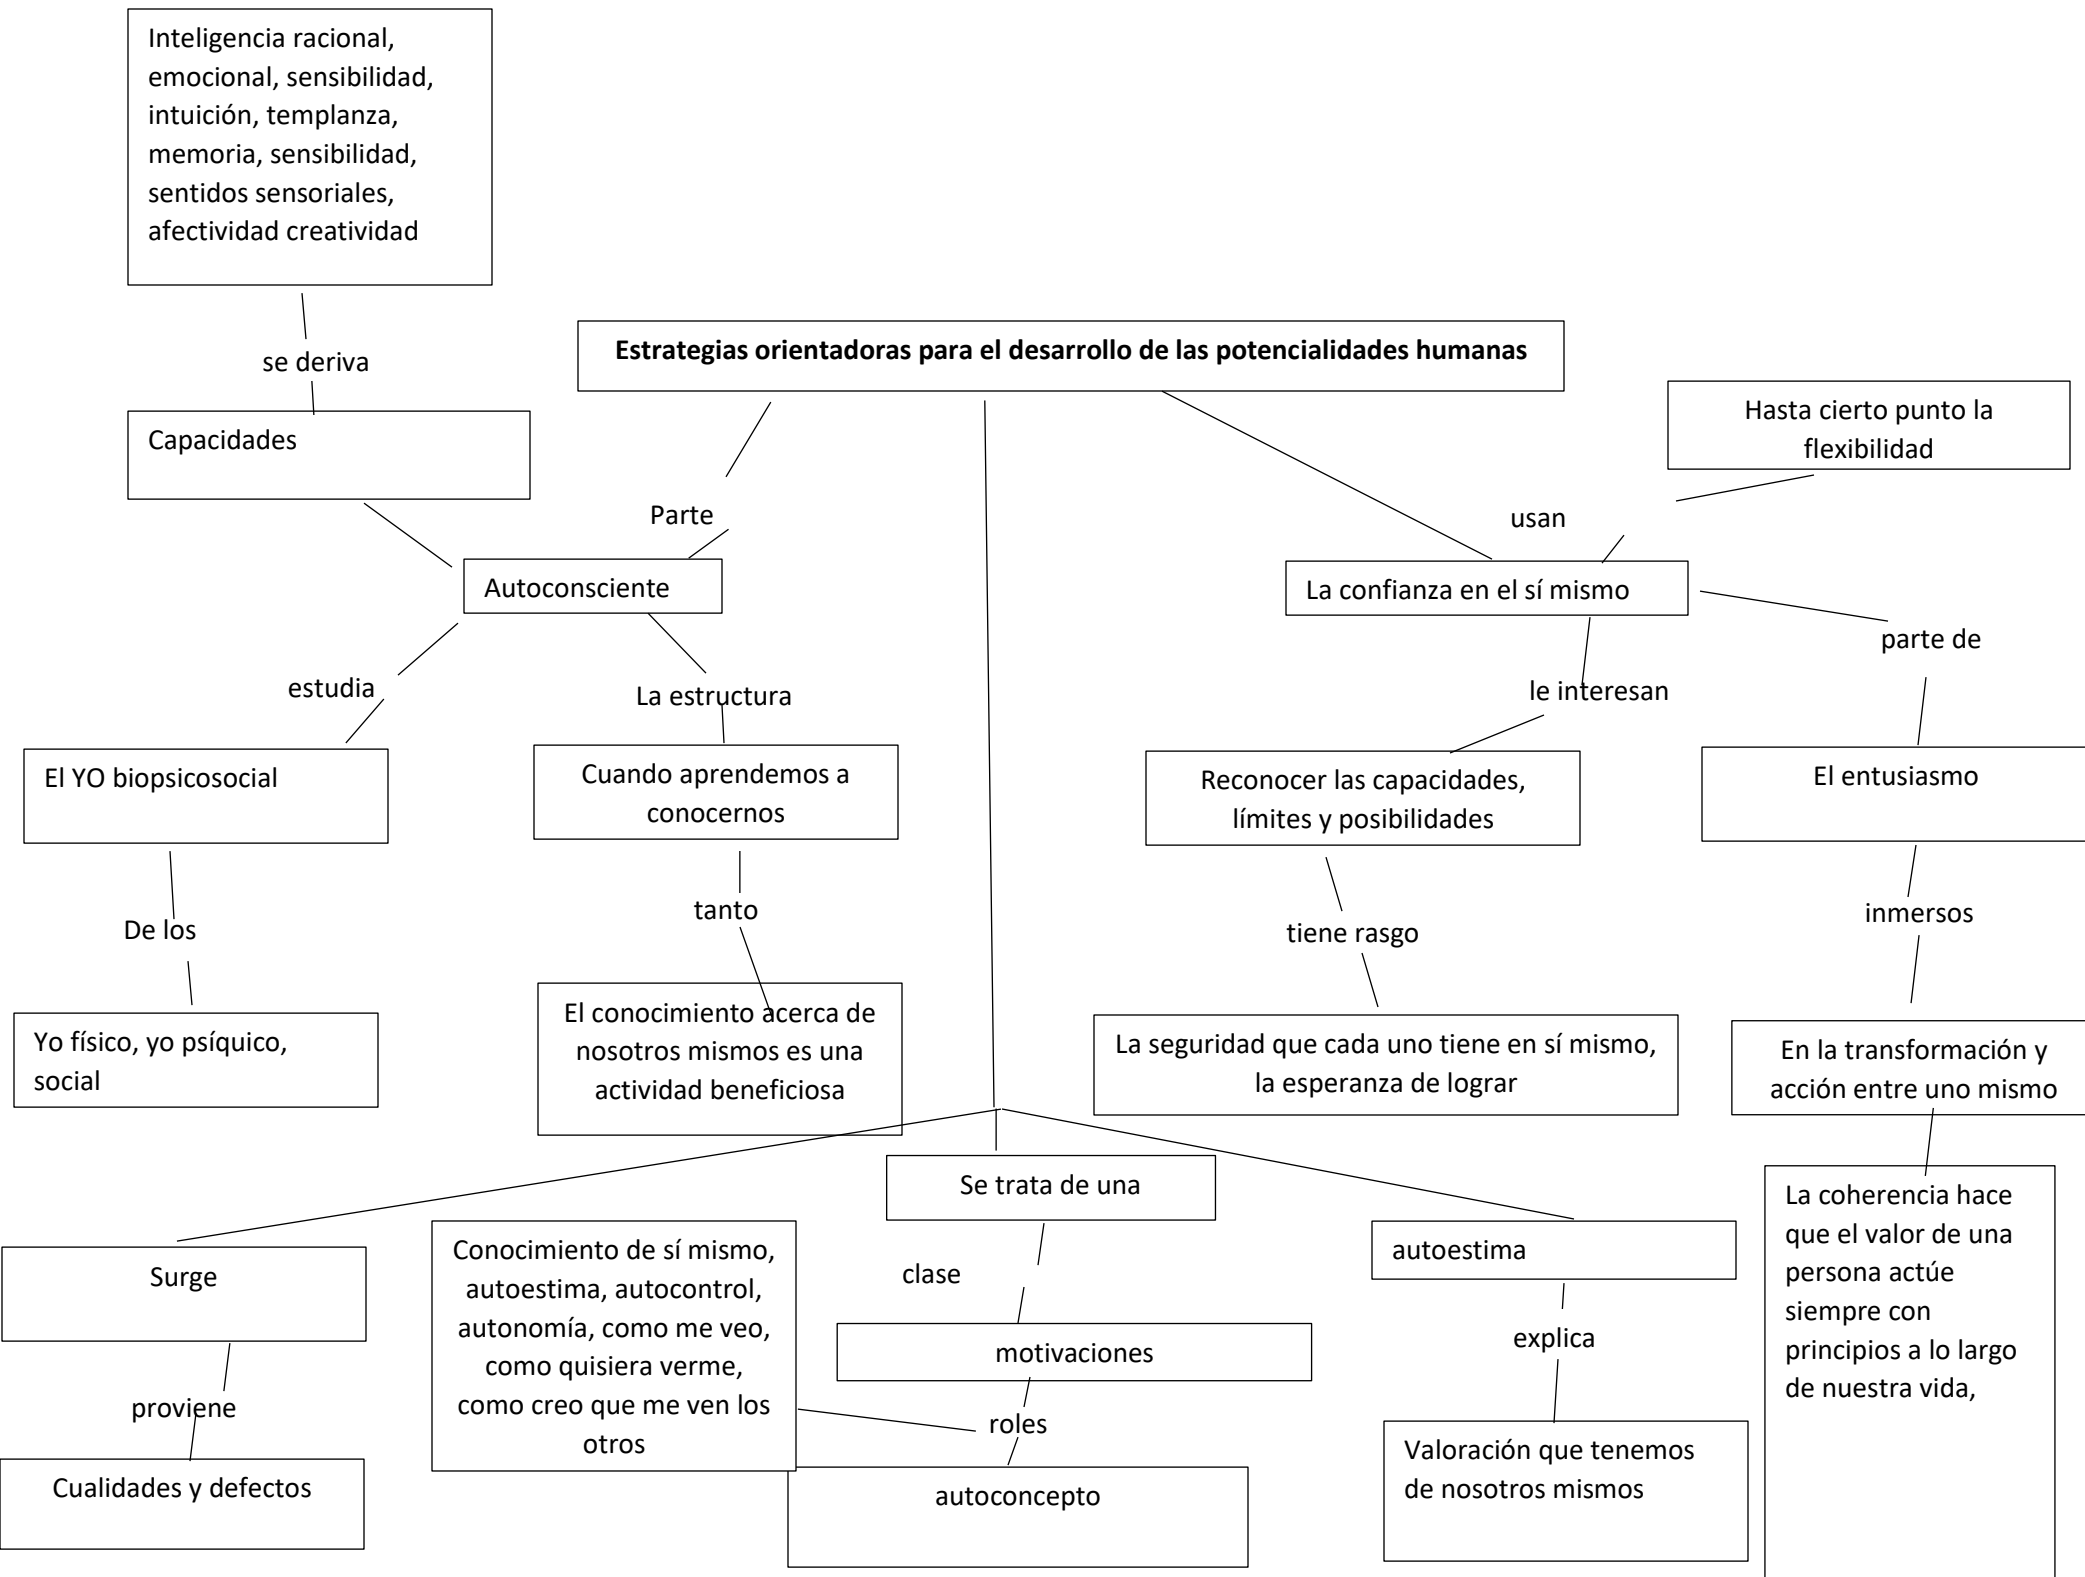 Inteligencia racional,
emocional, sensibilidad,
intuición, templanza,
memoria, sensibilidad,
sentidos sensoriales,
afectividad creatividad
se deriva
Estrategias orientadoras para el desarrollo de las potencialidades humanas
Capacidades
Hasta cierto punto la
flexibilidad
Parte
usan
Autoconsciente
La confianza en el sí mismo
parte de
estudia
La estructura
le interesan
El YO biopsicosocial
Cuando aprendemos a
conocernos
Reconocer las capacidades,
límites y posibilidades
El entusiasmo
De los
tanto
tiene rasgo
inmersos
Yo físico, yo psíquico,
social
El conocimiento acerca de
nosotros mismos es una
actividad beneficiosa
La seguridad que cada uno tiene en sí mismo,
la esperanza de lograr
En la transformación y
acción entre uno mismo
Se trata de una
La coherencia hace
que el valor de una
persona actúe
siempre con
principios a lo largo
de nuestra vida,
Surge
Conocimiento de sí mismo,
autoestima, autocontrol,
autonomía, como me veo,
como quisiera verme,
como creo que me ven los
otros
clase
autoestima
motivaciones
explica
proviene
roles
Cualidades y defectos
autoconcepto
Valoración que tenemos
de nosotros mismos